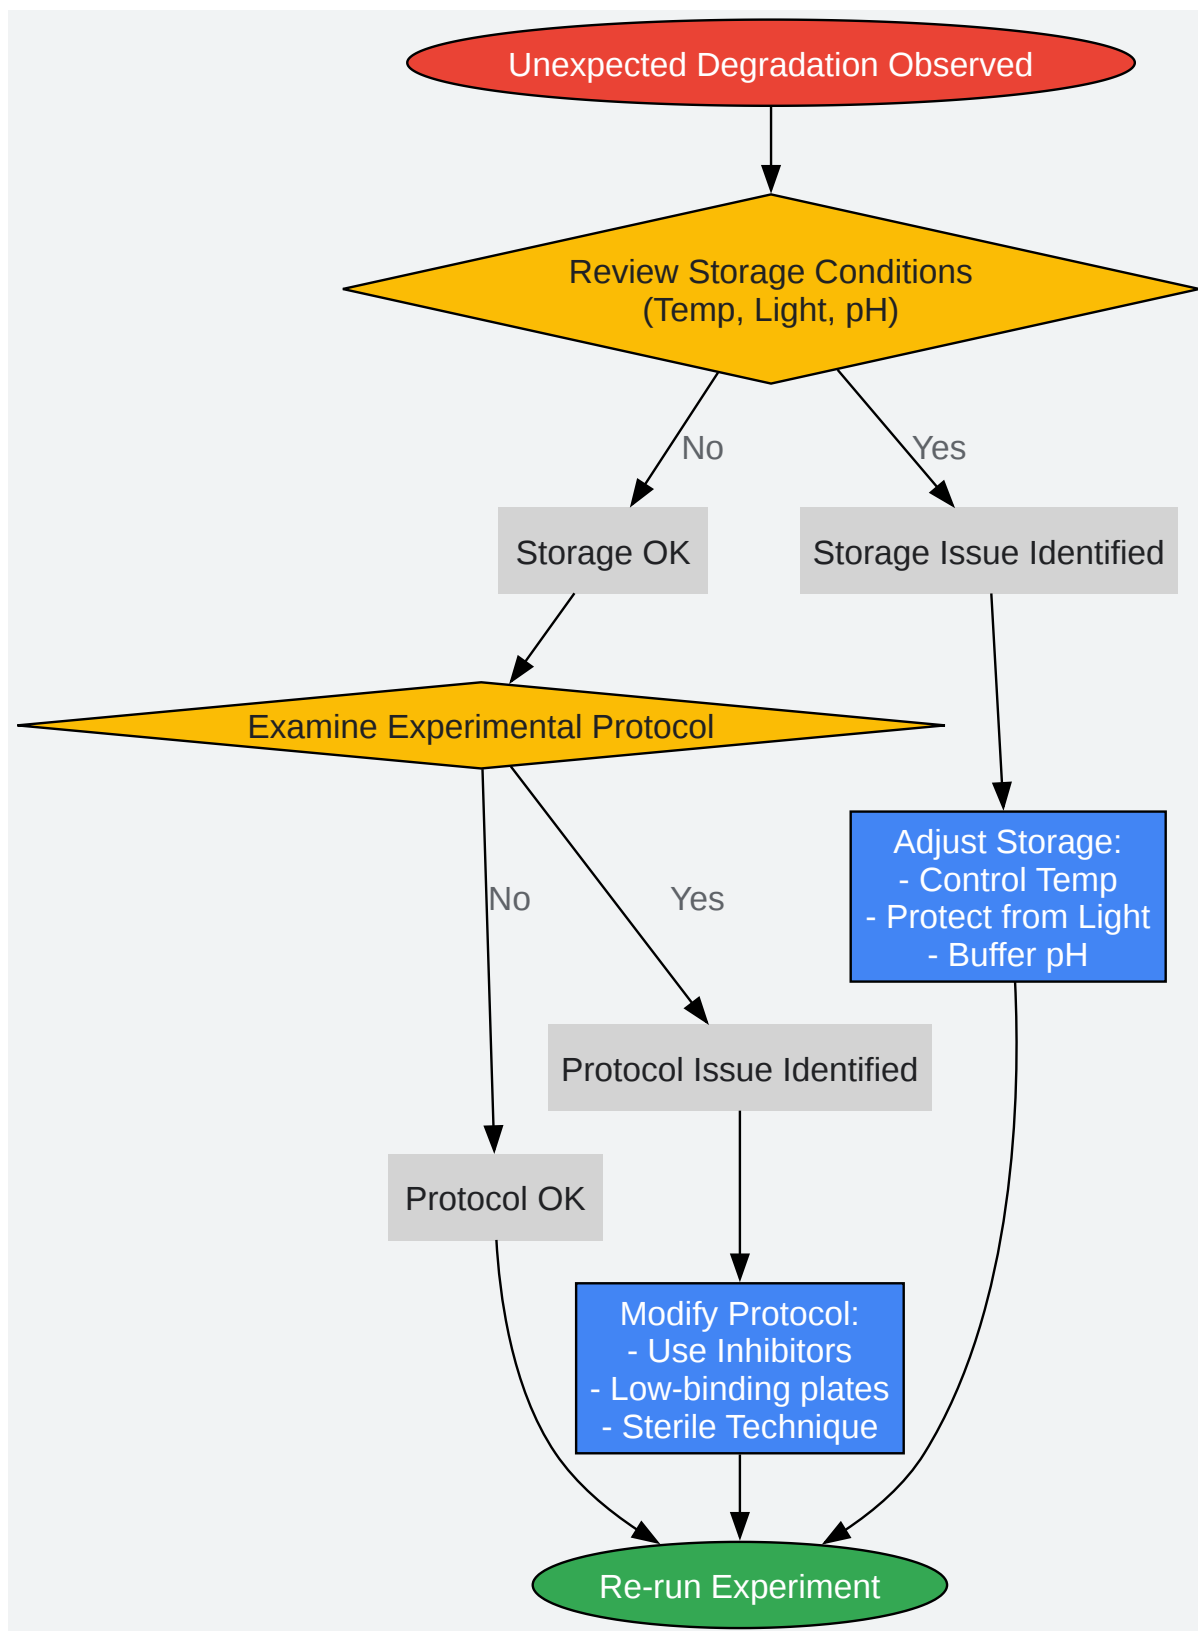 Unexpected Degradation Observed
Review Storage Conditions
(Temp, Light, pH)
No
Yes
Storage OK
Storage Issue Identified
Examine Experimental Protocol
Adjust Storage:
- Control Temp
- Protect from Light
- Buffer pH
No
Yes
Protocol Issue Identified
Protocol OK
Modify Protocol:
- Use Inhibitors
- Low-binding plates
- Sterile Technique
Re-run Experiment